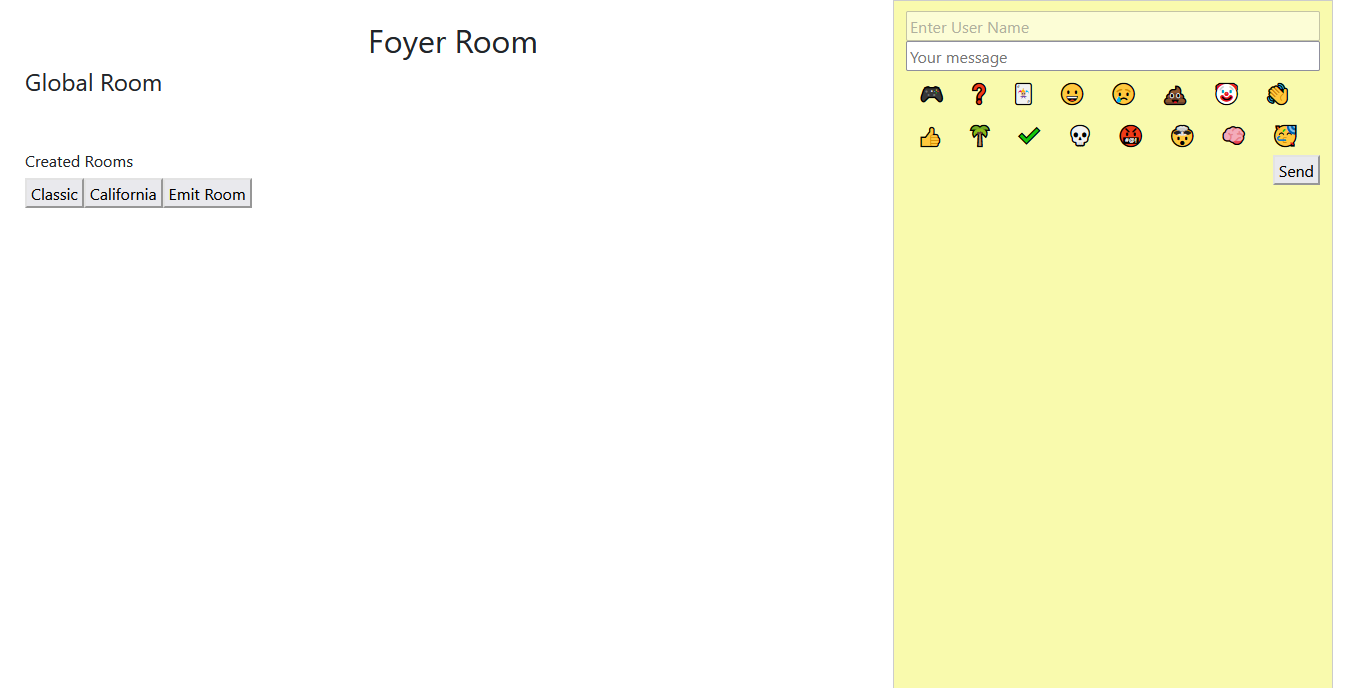 Foyer Room
Global Room
Created Rooms
Classic California Emit Room
Enter User Name
Your message
Send